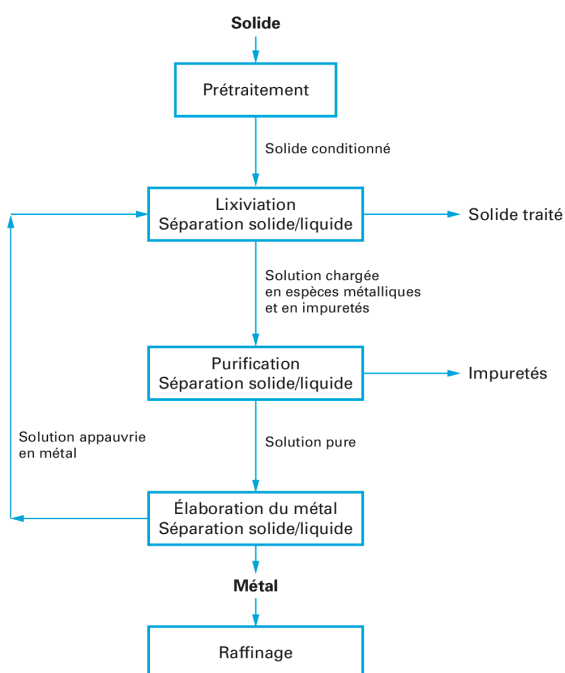 Solide
Prétraitement
Solide conditionné
Lixiviation
Séparation solide/liquide
Solide traité
Solution chargée
en espèces métalliques
et en impuretés
Purification
Séparation solide/liquide
Impuretés
Solution appauvrie
en métal
Solution pure
Élaboration du métal
Séparation solide/liquide
Métal
Raffinage